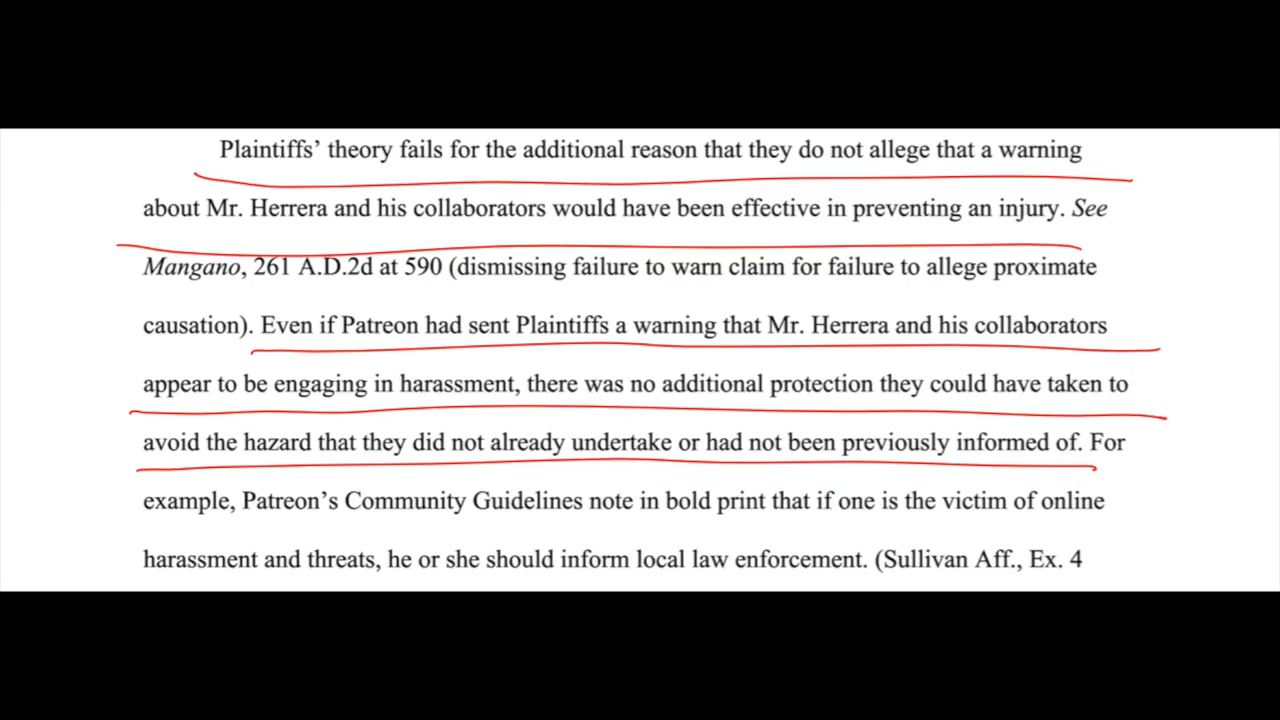 Plaintiffs’ theory fails for the additional reason that they do not allege that a warning
about Mr. Herrera and his collaborators would have been effective in preventing an injury. See
Mangano, 261 A.D.2d at 590 (dismissing failure to warn claim for failure to allege proximate
causation). Even if Patreon had sent Plaintiffs a warning that Mr. Herrera and his collaborators
appear to be engaging in harassment, there was no additional protection they could have taken to
avoid the hazard that they did not already undertake or had not been previously informed of. For
example, Patreon’s Community Guidelines note in bold print that if one is the victim of online
harassment and threats, he or she should inform local law enforcement. (Sullivan Aff., Ex. 4